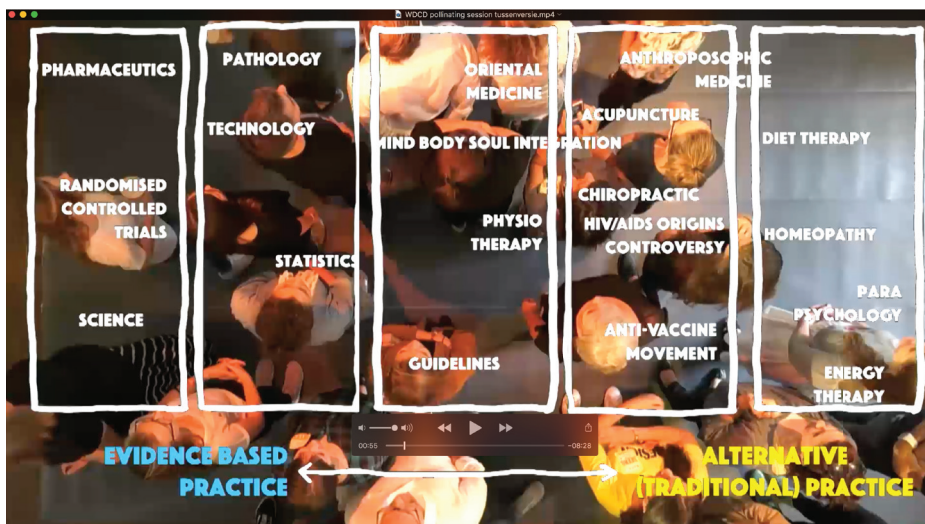 WDCD pollinating session tussenversie.mp4
PHARMACEUTICS
RANDOMISED
CONTROLLED
TRIALS
SCIENCE
PATHOLOGY
TECHNOLOGY
STATISTICS
ORIENTAL
MEDICINE
MIND BODY SOUL INTEGRATION
PHYSIO
THERAPY
GUIDELINES
ANTHROPOSOPHIC
MEDICINE
ACUPUNCTURE
CHIROPRACTIC
HIV/AIDS ORIGINS
CONTROVERSY
ANTI-VACCINE
MOVEMENT
DIET THERAPY
HOMEOPATHY
PARA
PSYCHOLOGY
ENERGY
THERAPY
00:55
-08:28
EVIDENCE BASED
PRACTICE
ALTERNATIVE
(TRADITIONAL) PRACTICE